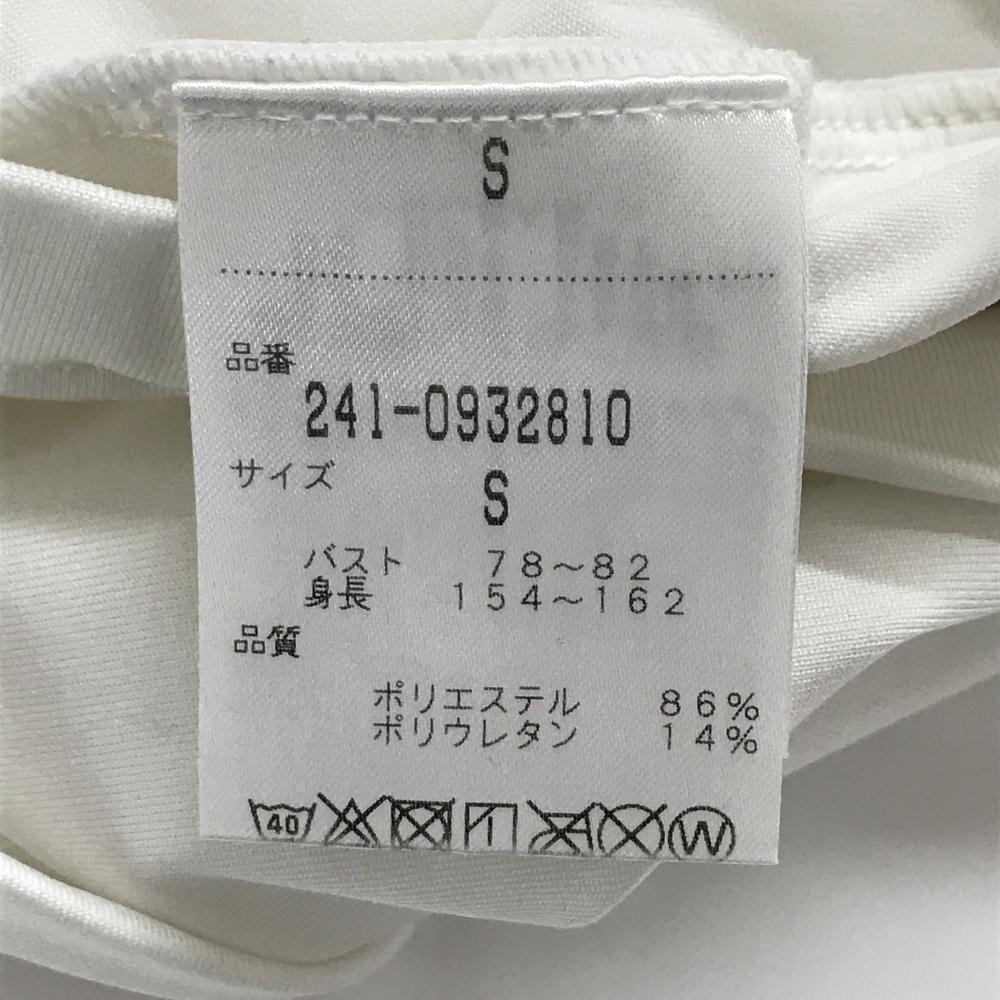 S
品番
241-0932810
サイズ
S
バスト 78～82
身長 154～162
品質
ポリエステル 86%
ポリウレタン 14%
40 W